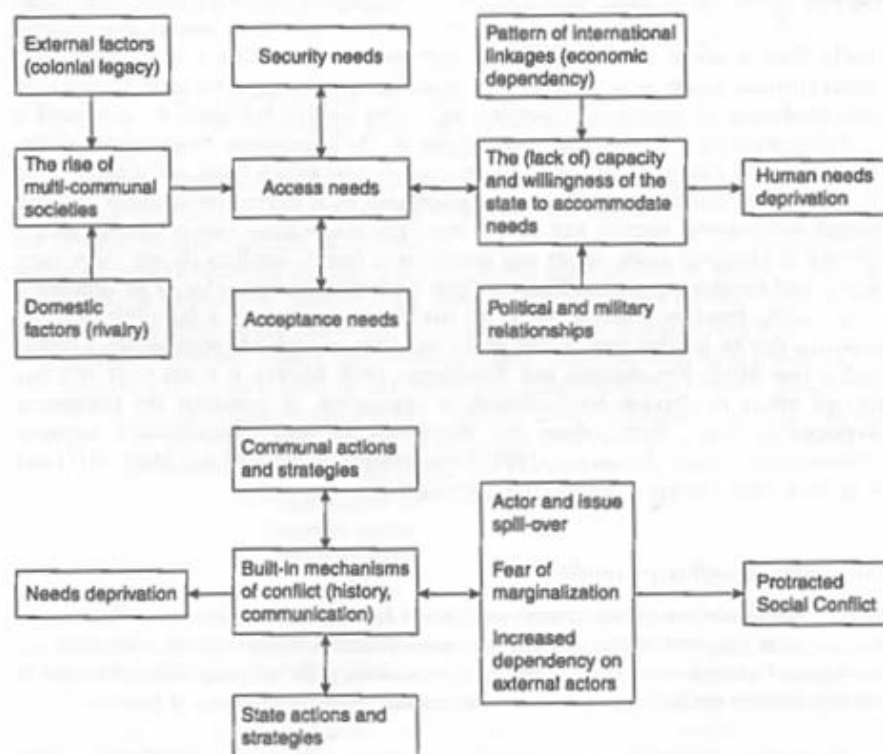 External factors
(colonial legacy)
Security needs
Pattern of international
linkages (economic
dependency)
The rise of
multi-communal
societies
Access needs
The (lack of) capacity
and willingness of the
state to accommodate
needs
Human needs
deprivation
Domestic
factors (rivalry)
Acceptance needs
Political and military
relationships
Communal actions
and strategies
Needs deprivation
Built-in mechanisms
of conflict (history,
communication)
Actor and issue
spill-over
Fear of
marginalization
Increased
dependency on
external actors
Protracted
Social Conflict
State actions and
strategies